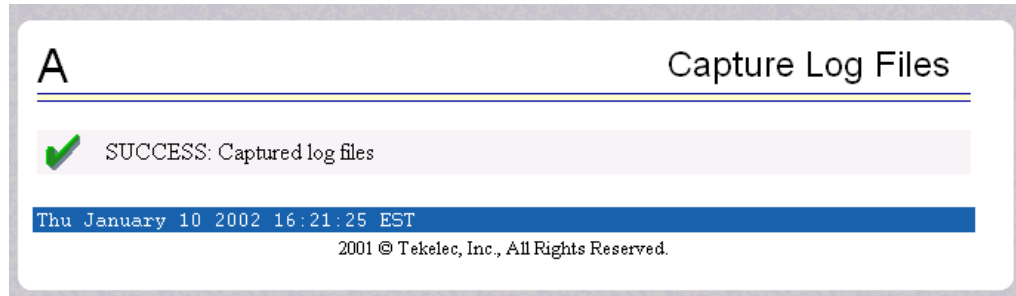 A
Capture Log Files
SUCCESS: Captured log files
Thu January 10 2002 16:21:25 EST
2001 © Tekelec, Inc., All Rights Reserved.